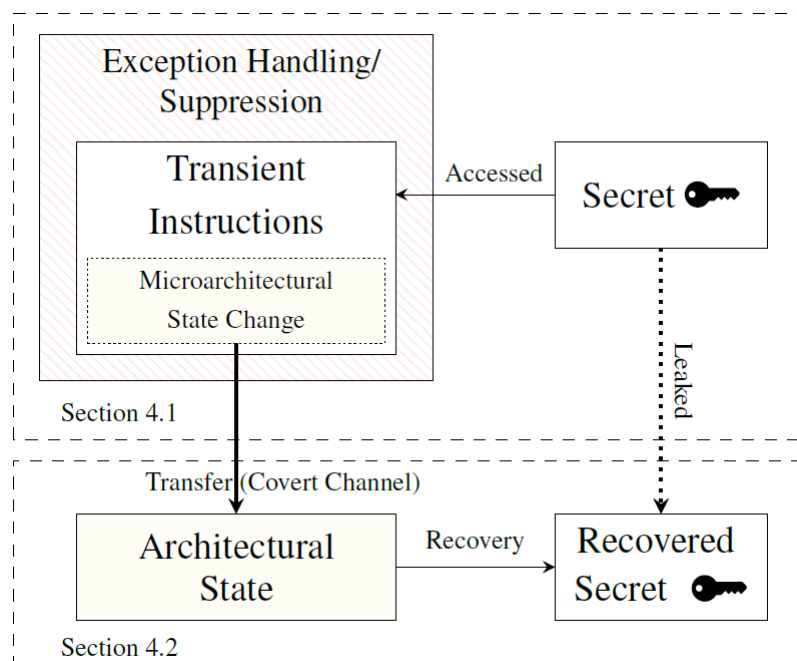 Exception Handling/
Suppression
Transient
Instructions
Microarchitectural
State Change
Accessed
Secret
Leaked
Section 4.1
Transfer (Covert Channel)
Architectural
State
Recovery
Recovered
Secret
Section 4.2